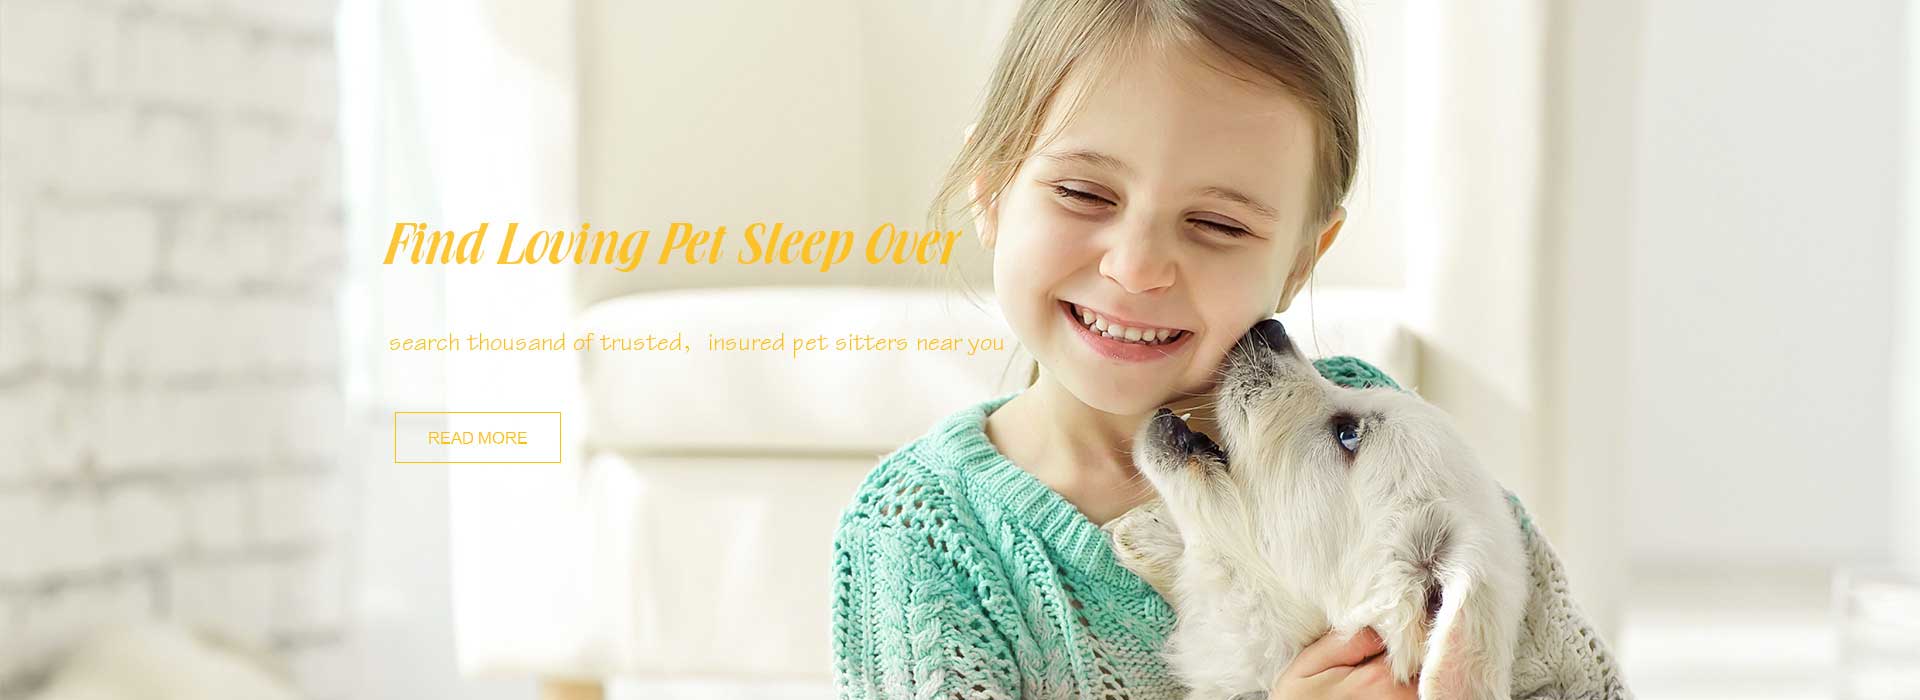 Find Loving Pet Sleep Over
search thousand of trusted，insured pet sitters near you
READ MORE